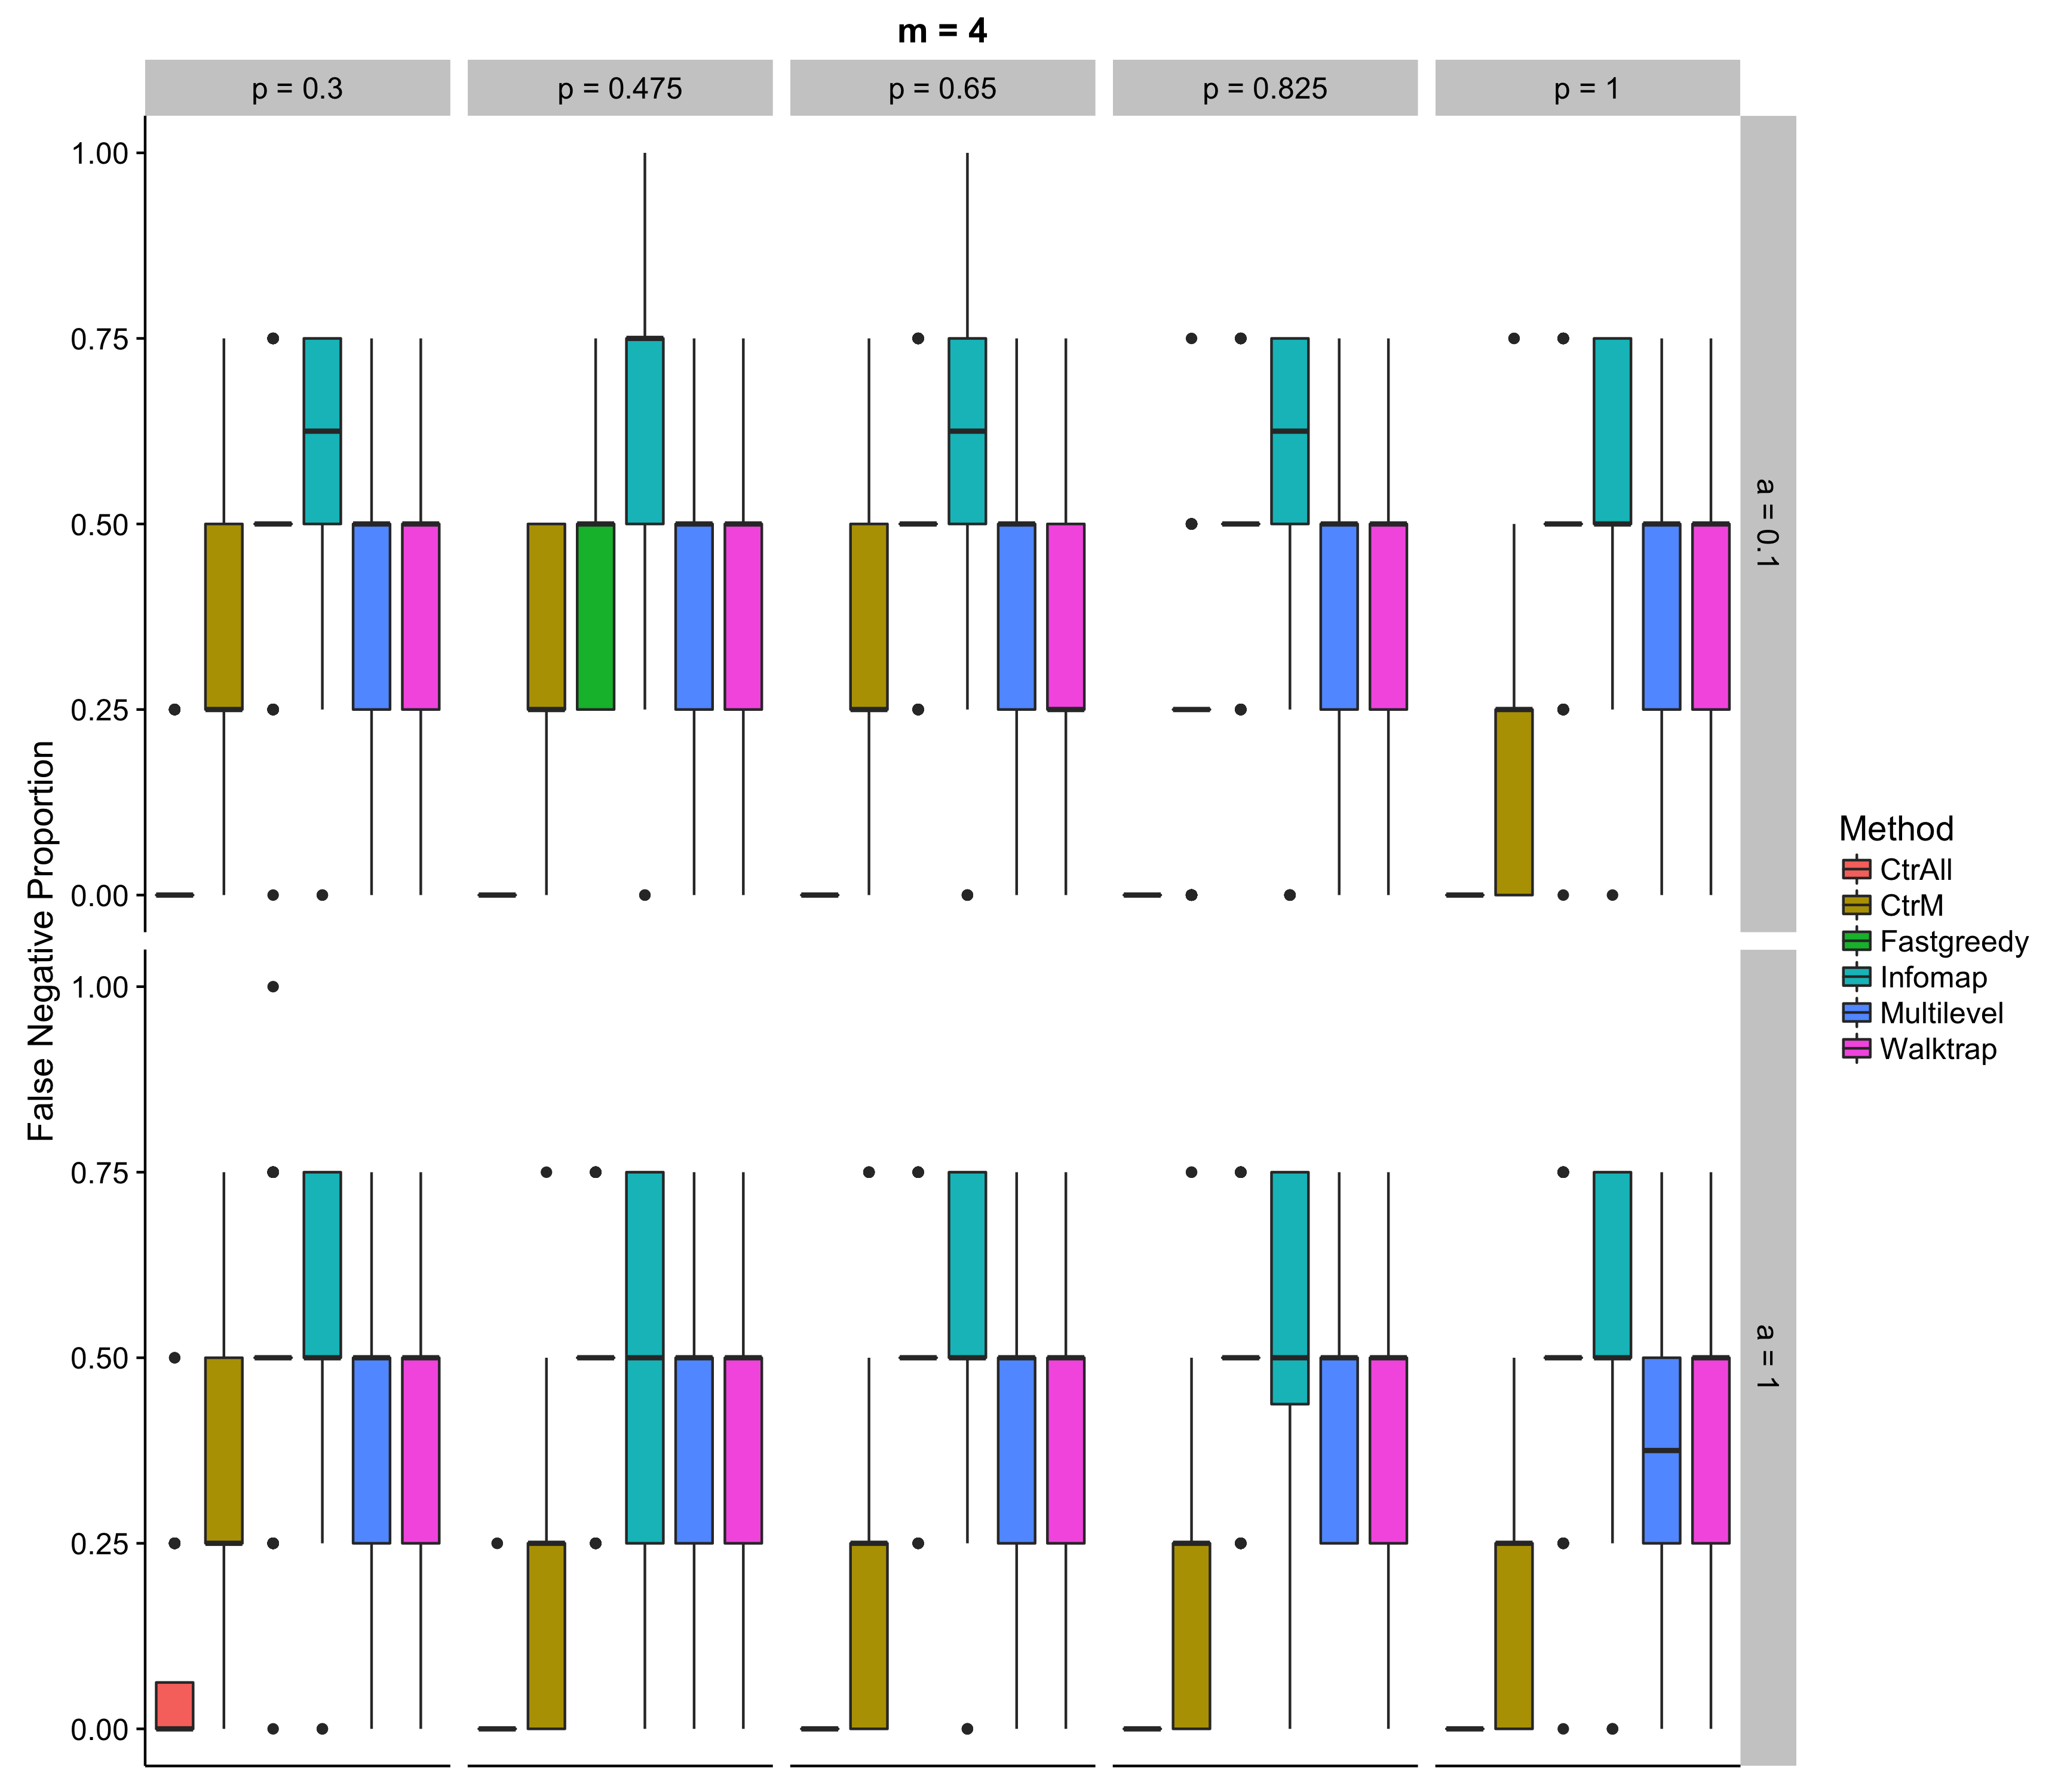 m = 4
p = 0.3
p = 0.475
p = 0.65
p = 0.825
p = 1
1.00
0.75
0.50
0.25
0.00
a = 0.1
1.00
0.75
0.50
0.25
0.00
a = 1
False Negative Proportion
Method
CtrAll
CtrM
Fastgreedy
Infomap
Multilevel
Walktrap